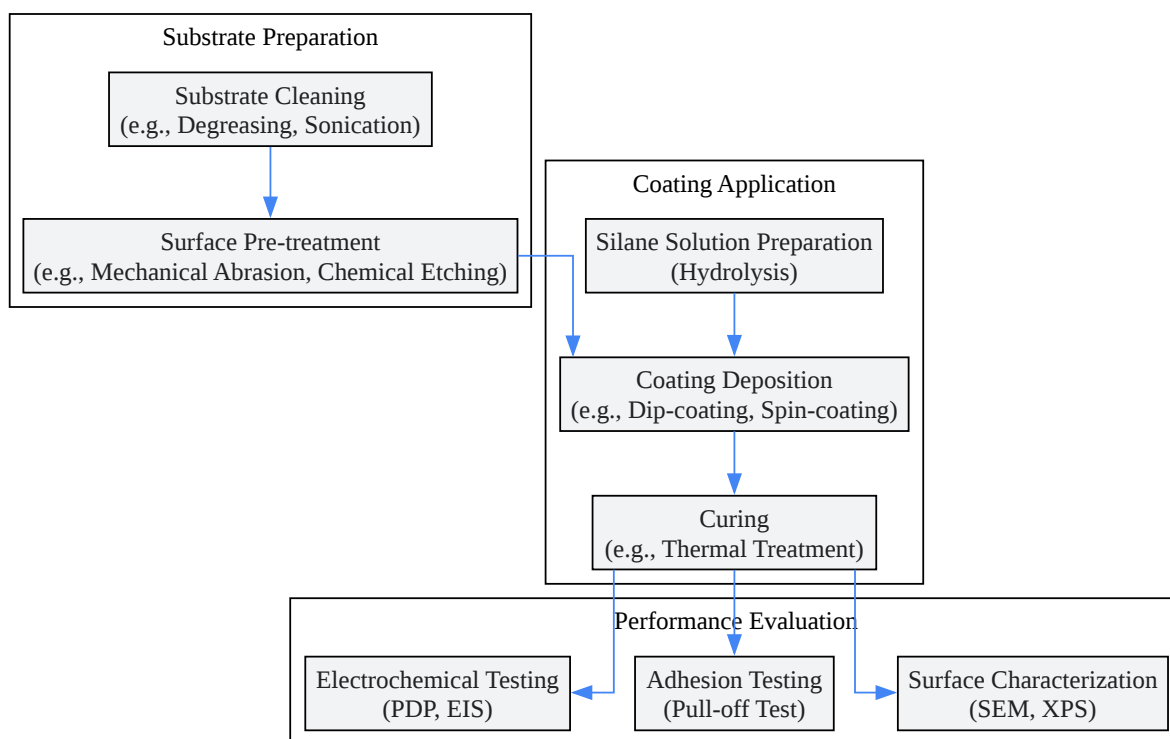 Substrate Preparation
Substrate Cleaning
(e.g., Degreasing, Sonication)
Surface Pre-treatment
(e.g., Mechanical Abrasion, Chemical Etching)
Coating Application
Silane Solution Preparation
(Hydrolysis)
Coating Deposition
(e.g., Dip-coating, Spin-coating)
Curing
(e.g., Thermal Treatment)
Performance Evaluation
Electrochemical Testing
(PDP, EIS)
Adhesion Testing
(Pull-off Test)
Surface Characterization
(SEM, XPS)